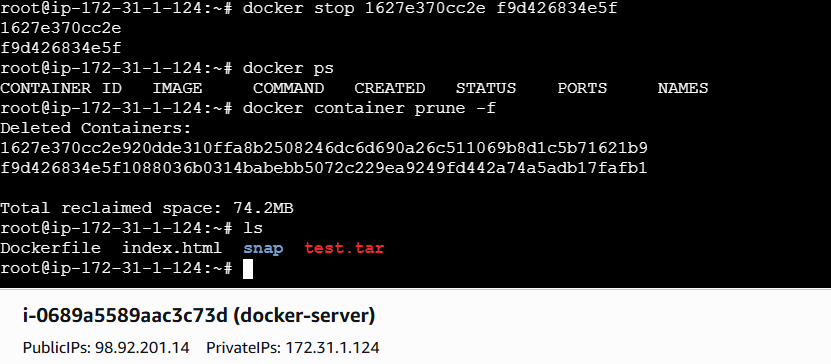 root@ip-172-31-1-124:~# docker stop 1627e370cc2e f9d426834e5f
1627e370cc2e
f9d426834e5f
root@ip-172-31-1-124:~# docker ps
CONTAINER ID   IMAGE     COMMAND   CREATED   STATUS    PORTS     NAMES
root@ip-172-31-1-124:~# docker container prune -f
Deleted Containers:
1627e370cc2e920dde310ffa8b2508246dc6d690a26c511069b8d1c5b71621b9
f9d426834e5f1088036b0314babebb5072c229ea9249fd442a74a5adb17fafb1
Total reclaimed space: 74.2MB
root@ip-172-31-1-124:~# ls
Dockerfile  index.html  snap  test.tar
root@ip-172-31-1-124:~#
i-0689a5589aac3c73d (docker-server)
PublicIPs: 98.92.201.14    PrivateIPs: 172.31.1.124